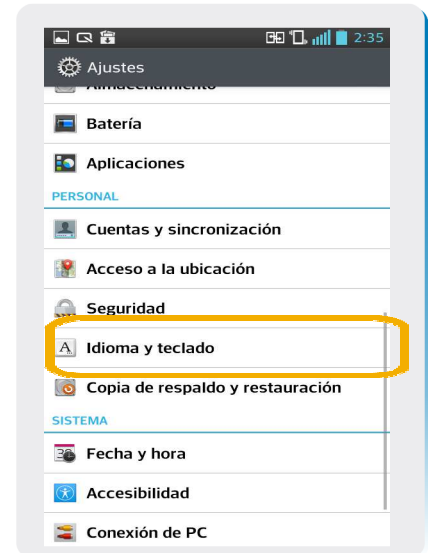 2:35
Ajustes
Almacenamiento
Batería
Aplicaciones
PERSONAL
Cuentas y sincronización
Acceso a la ubicación
Seguridad
Idioma y teclado
Copia de respaldo y restauración
SISTEMA
Fecha y hora
Accesibilidad
Conexión de PC